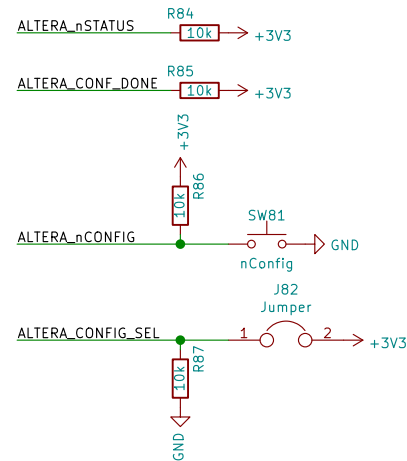 R84
ALTERA_nSTATUS
10k
+3V3
R85
ALTERA_CONF_DONE
10k
+3V3
+3V3
R86
10k
SW81
ALTERA_nCONFIG
GND
nConfig
J82
Jumper
ALTERA_CONFIG_SEL
1
2
+3V3
R87
10k
GND